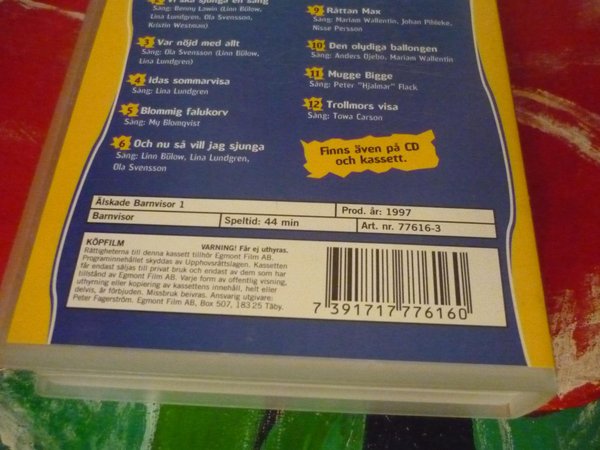 Vi ska sjunga en sång
Sång: Benny Lawin (Linn Bülow,
Lina Lundgren, Ola Svensson,
Kristin Westman)
3 Var nöjd med allt
Sång: Ola Svensson (Linn Bülow,
Lina Lundgren)
4 Idas sommarvisa
Sång: Lina Lundgren
5 Blommig falukorv
Sång: My Blomqvist
6 Och nu så vill jag sjunga
Sång: Linn Bülow, Lina Lundgren,
Ola Svensson
9 Råttan Max
Sång: Mariam Wallentin, Johan Pihleke,
Nisse Persson
10 Den olydiga ballongen
Sång: Anders Öjebo, Mariam Wallentin
11 Mugge Bigge
Sång: Peter "Hjalmar" Flack
12 Trollmors visa
Sång: Towa Carson
Finns även på CD
och kassett.
Älskade Barnvisor 1
Prod. år: 1997
Barnvisor
Speltid: 44 min
Art. nr. 77616-3
KÖPFILM VARNING! Får ej uthyras.
Rättigheterna till denna kassett tillhör Egmont Film AB.
Programinnehållet skyddas av Upphovsrättslagen. Kassetten
får endast säljas till privat bruk och endast av dem som har
tillstånd av Egmont Film AB. Varje form av offentlig visning,
uthyrning eller kopiering av kassettens innehåll, helt eller
delvis, är förbjuden. Missbruk beivras. Ansvarig utgivare:
Peter Fagerström. Egmont Film AB, Box 507, 183 25 Täby.
7 391717 776160